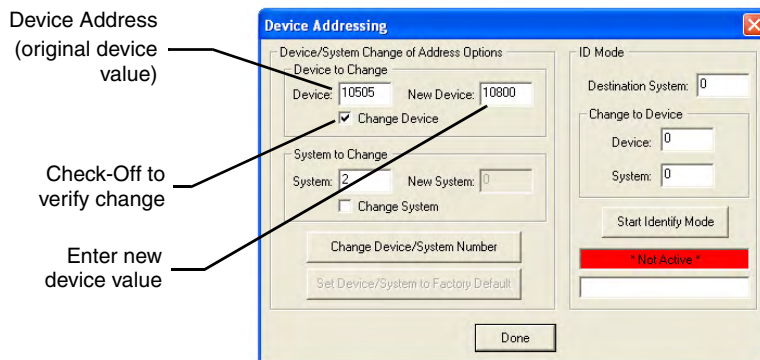 Device Address
(original device
value)
Check-Off to
verify change
Enter new
device value
Device Addressing
Device/System Change of Address Options
Device to Change
Device: 10505 New Device: 10800
Change Device
System to Change
System: 2 New System: 0
Change System
Change Device/System Number
Set Device/System to Factory Default
ID Mode
Destination System: 0
Change to Device
Device: 0
System: 0
Start Identify Mode
* Not Active *
Done